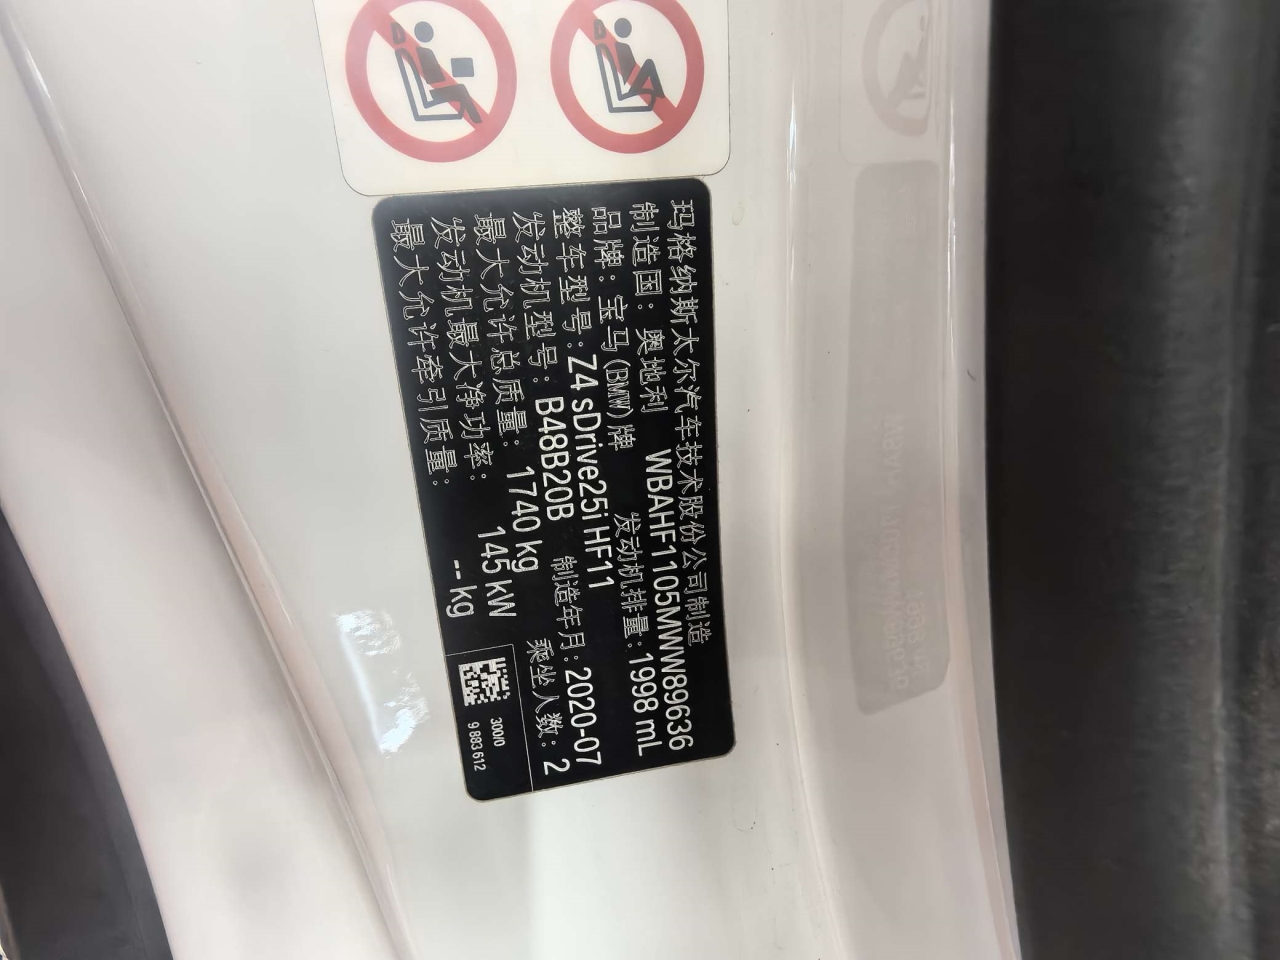 玛格纳斯太尔汽车技术股份公司制造
制造国：奥地利 WBAHF1105MWW89636
品牌：宝马(BMW)牌 发动机排量：1998 mL
整车型号：Z4 sDrive25i HF11
发动机型号：B48B20B 制造年月：2020-07
最大允许总质量：1740 kg 乘坐人数：2
发动机最大净功率：145 kW
最大允许牵引质量：-- kg
300/0
9 883 612